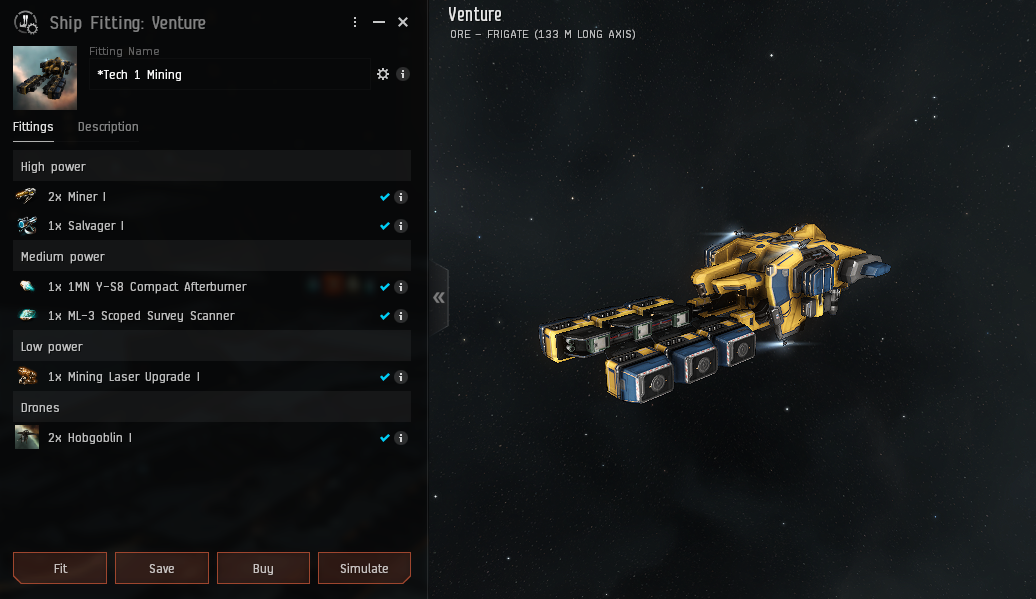 Ship Fitting: Venture
Fitting Name
*Tech 1 Mining
Fittings
Description
High power
2x Miner I
1x Salvager I
Medium power
1x 1MN Y-S8 Compact Afterburner
1x ML-3 Scoped Survey Scanner
Low power
1x Mining Laser Upgrade I
Drones
2x Hobgoblin I
Fit
Save
Buy
Simulate
Venture
ORE - FRIGATE (133 M LONG AXIS)